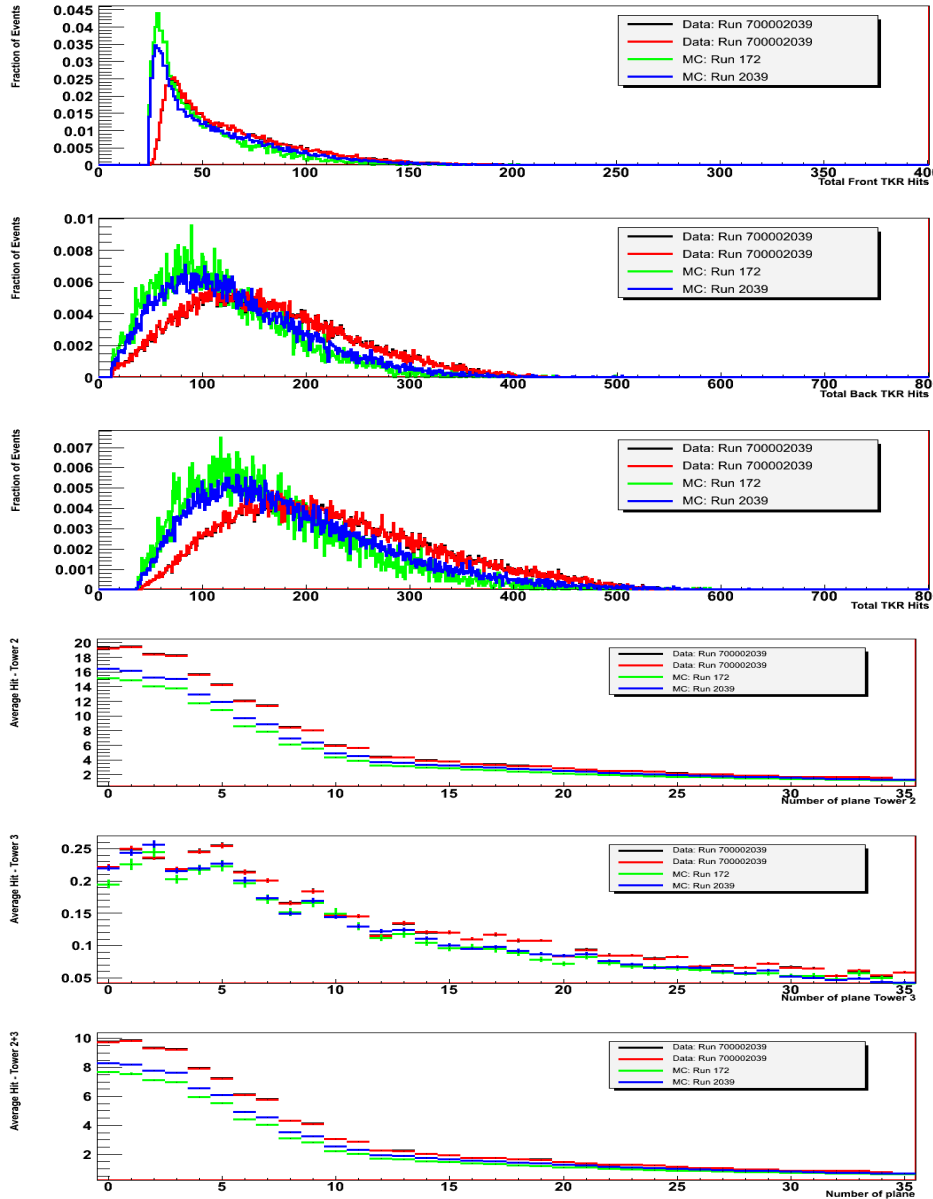 Fraction of Events
0.045
0.04
0.035
0.03
0.025
0.02
0.015
0.01
0.005
0
Data: Run 700002039
Data: Run 700002039
MC: Run 172
MC: Run 2039
0 50 100 150 200 250 300 350 400
Total Front TKR Hits
Fraction of Events
0.01
0.008
0.006
0.004
0.002
0
Data: Run 700002039
Data: Run 700002039
MC: Run 172
MC: Run 2039
0 100 200 300 400 500 600 700 80
Total Back TKR Hits
Fraction of Events
0.007
0.006
0.005
0.004
0.003
0.002
0.001
0
Data: Run 700002039
Data: Run 700002039
MC: Run 172
MC: Run 2039
0 100 200 300 400 500 600 700 80
Total TKR Hits
Average Hit - Tower 2
20
18
16
14
12
10
8
6
4
2
Data: Run 700002039
Data: Run 700002039
MC: Run 172
MC: Run 2039
0 5 10 15 20 25 30 35
Number of plane Tower 2
Average Hit - Tower 3
0.25
0.2
0.15
0.1
0.05
Data: Run 700002039
Data: Run 700002039
MC: Run 172
MC: Run 2039
0 5 10 15 20 25 30 35
Number of plane Tower 3
Average Hit - Tower 2+3
10
8
6
4
2
Data: Run 700002039
Data: Run 700002039
MC: Run 172
MC: Run 2039
0 5 10 15 20 25 30 35
Number of plane